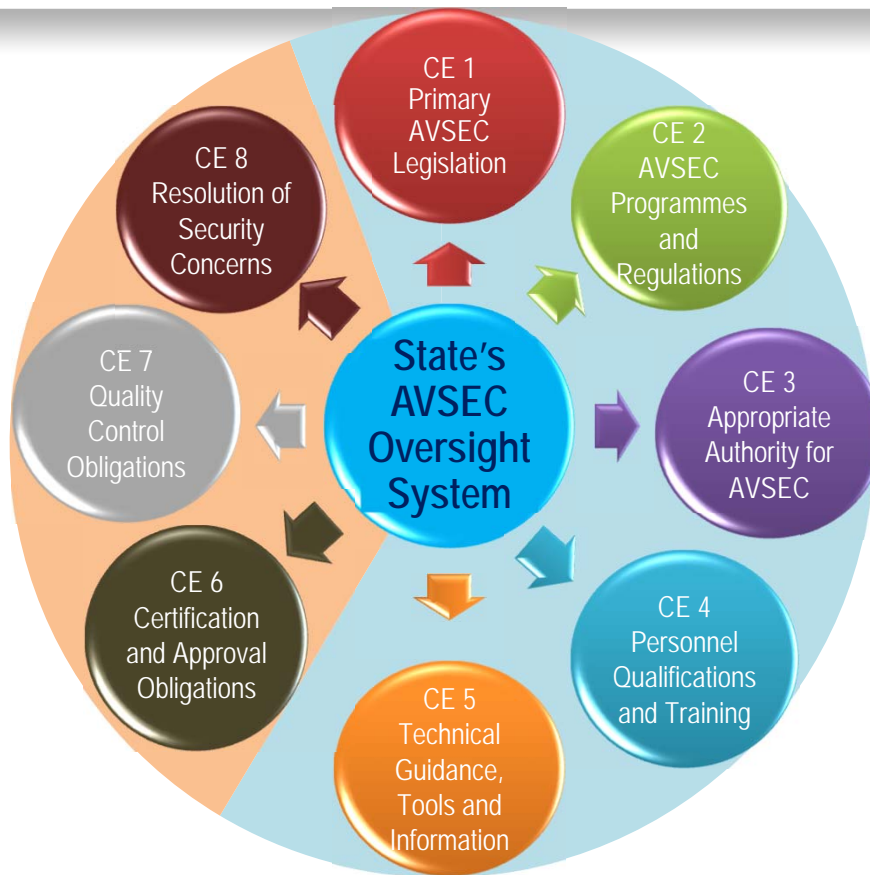 CE 1
Primary
AVSEC
Legislation
CE 2
AVSEC
Programmes
and
Regulations
CE 3
Appropriate
Authority for
AVSEC
CE 4
Personnel
Qualifications
and Training
CE 5
Technical
Guidance,
Tools and
Information
CE 6
Certification
and Approval
Obligations
CE 7
Quality
Control
Obligations
CE 8
Resolution of
Security
Concerns
State's
AVSEC
Oversight
System